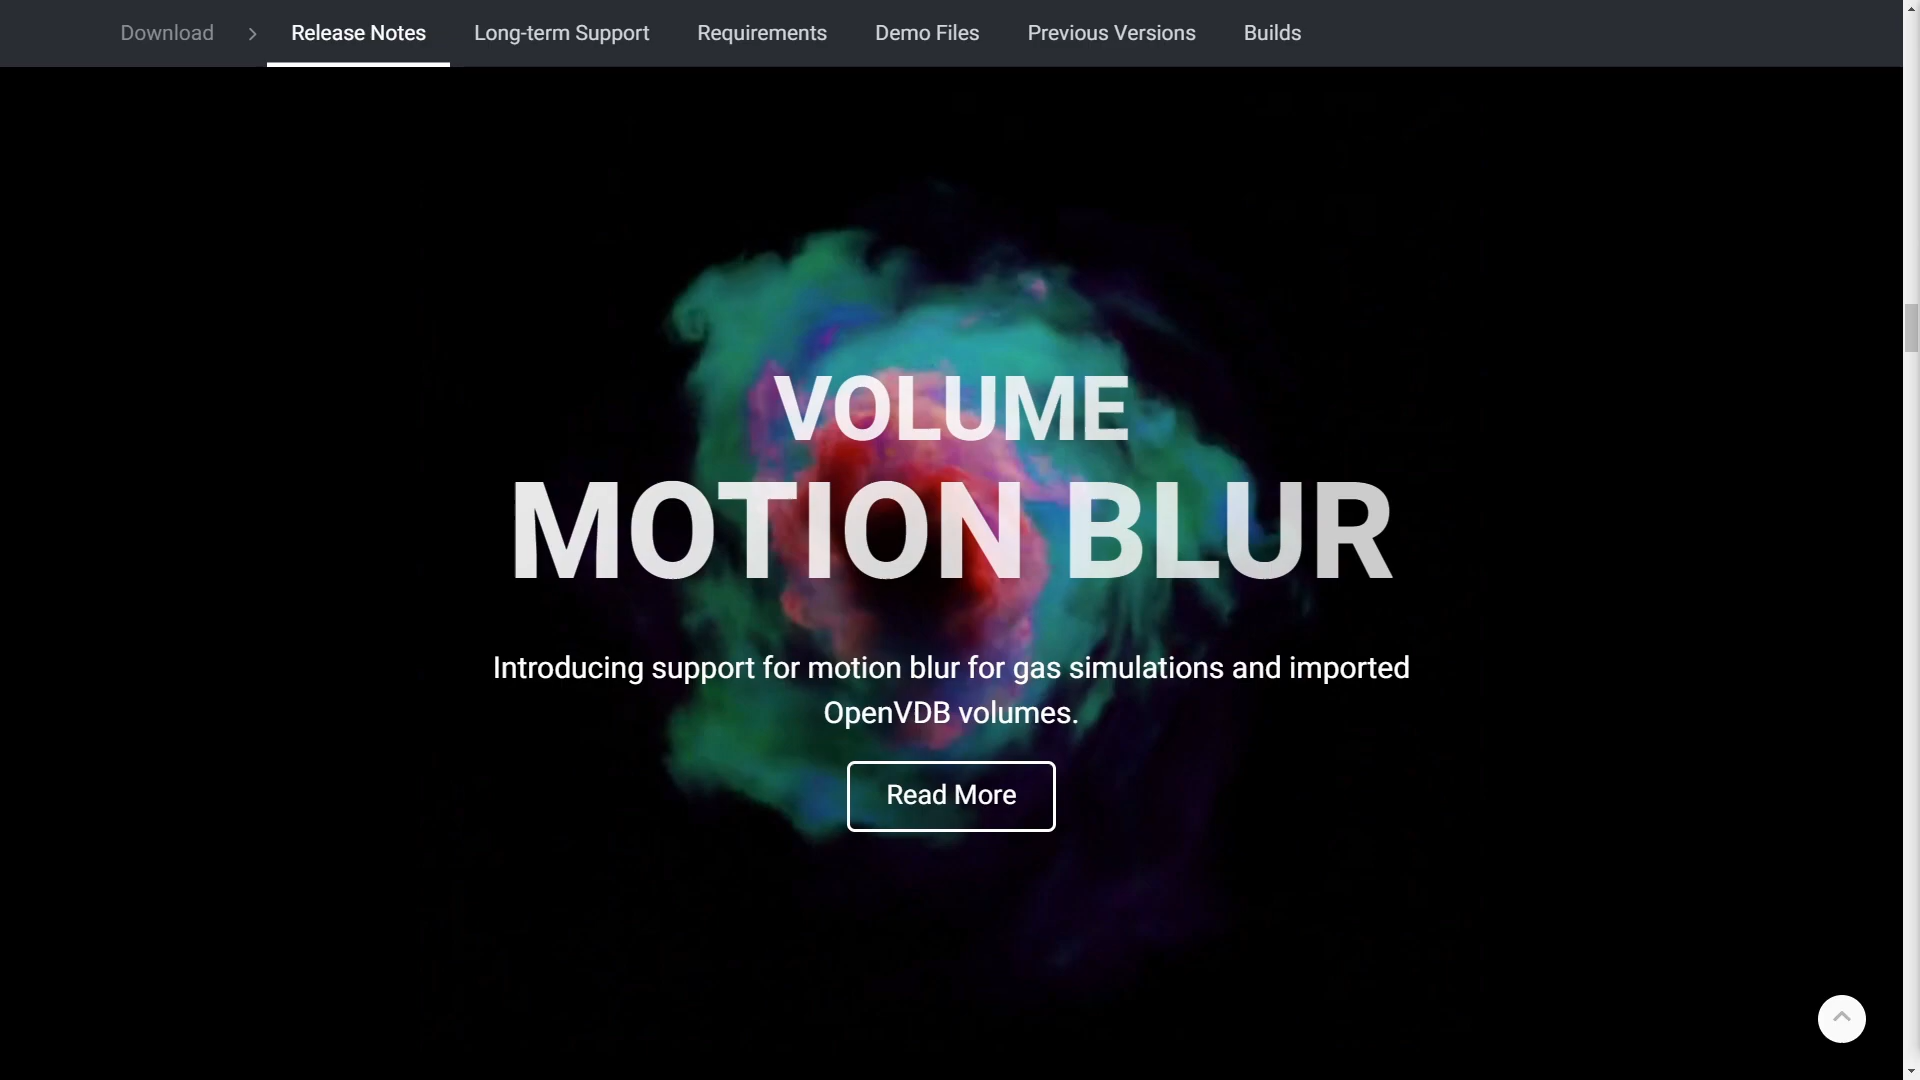 Download
Release Notes
Long-term Support
Requirements
Demo Files
Previous Versions
Builds
VOLUME
MOTION BLUR
Introducing support for motion blur for gas simulations and imported
OpenVDB volumes.
Read More